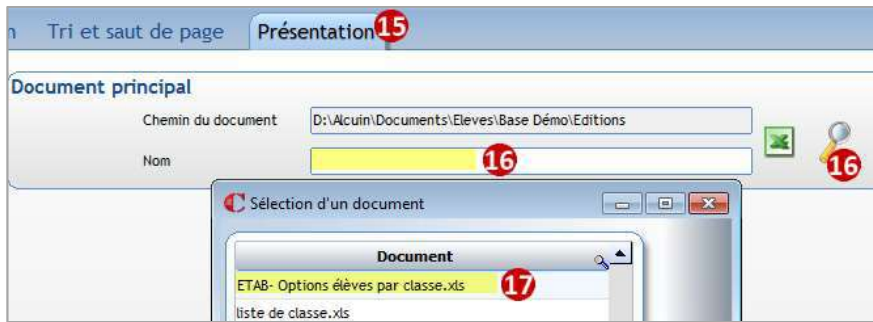 Tri et saut de page Présentation 15
Document principal
Chemin du document D:\Alcuin\Documents\Eleves\Base Démo\Editions
Nom 16 16
Sélection d'un document
Document
ETAB- Options élèves par classe.xls 17
liste de classe.xls